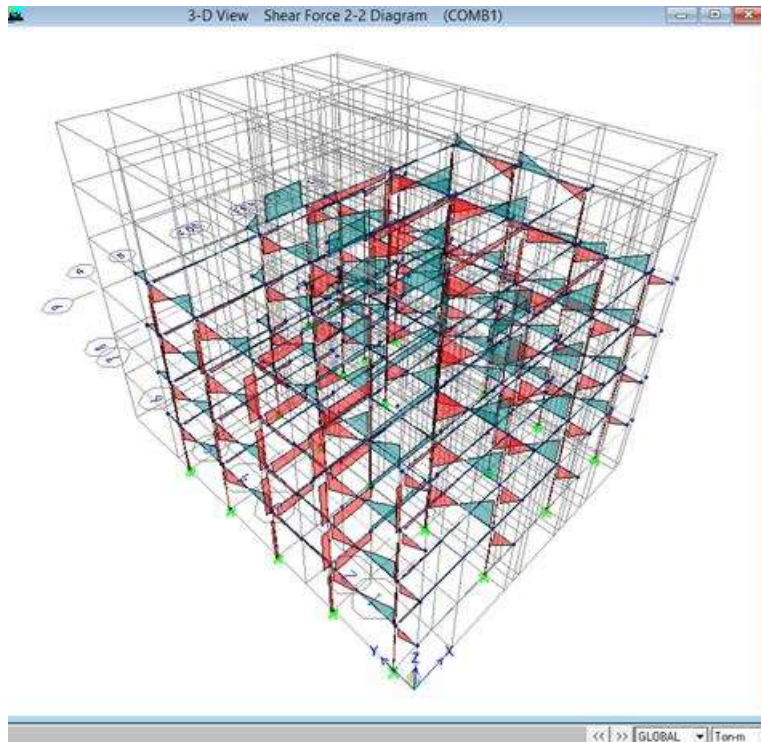 3-D View Shear Force 2-2 Diagram (COMB1)
Y
Z
X
<< >> GLOBAL Ton-m